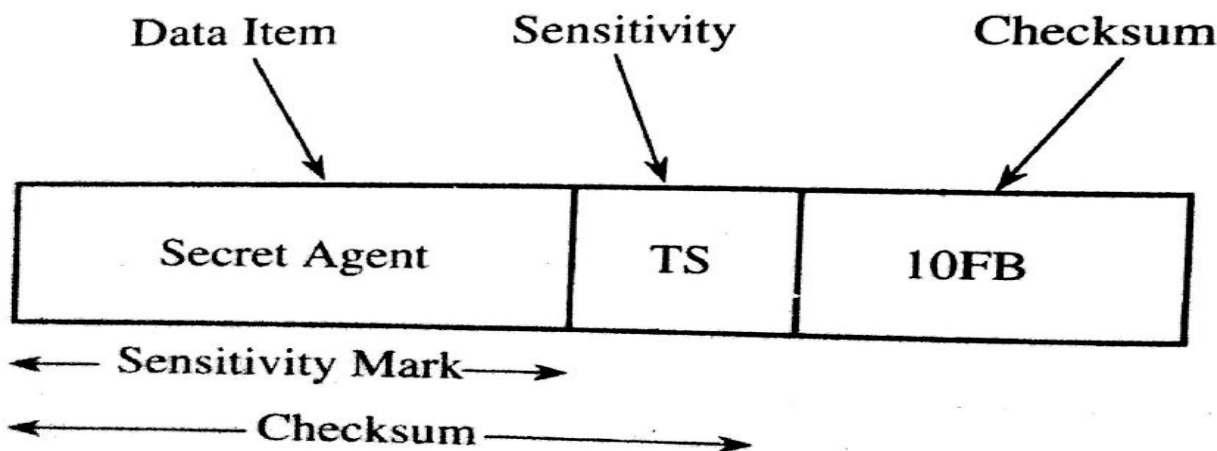 Data Item Sensitivity Checksum
Secret Agent TS 10FB
Sensitivity Mark
Checksum